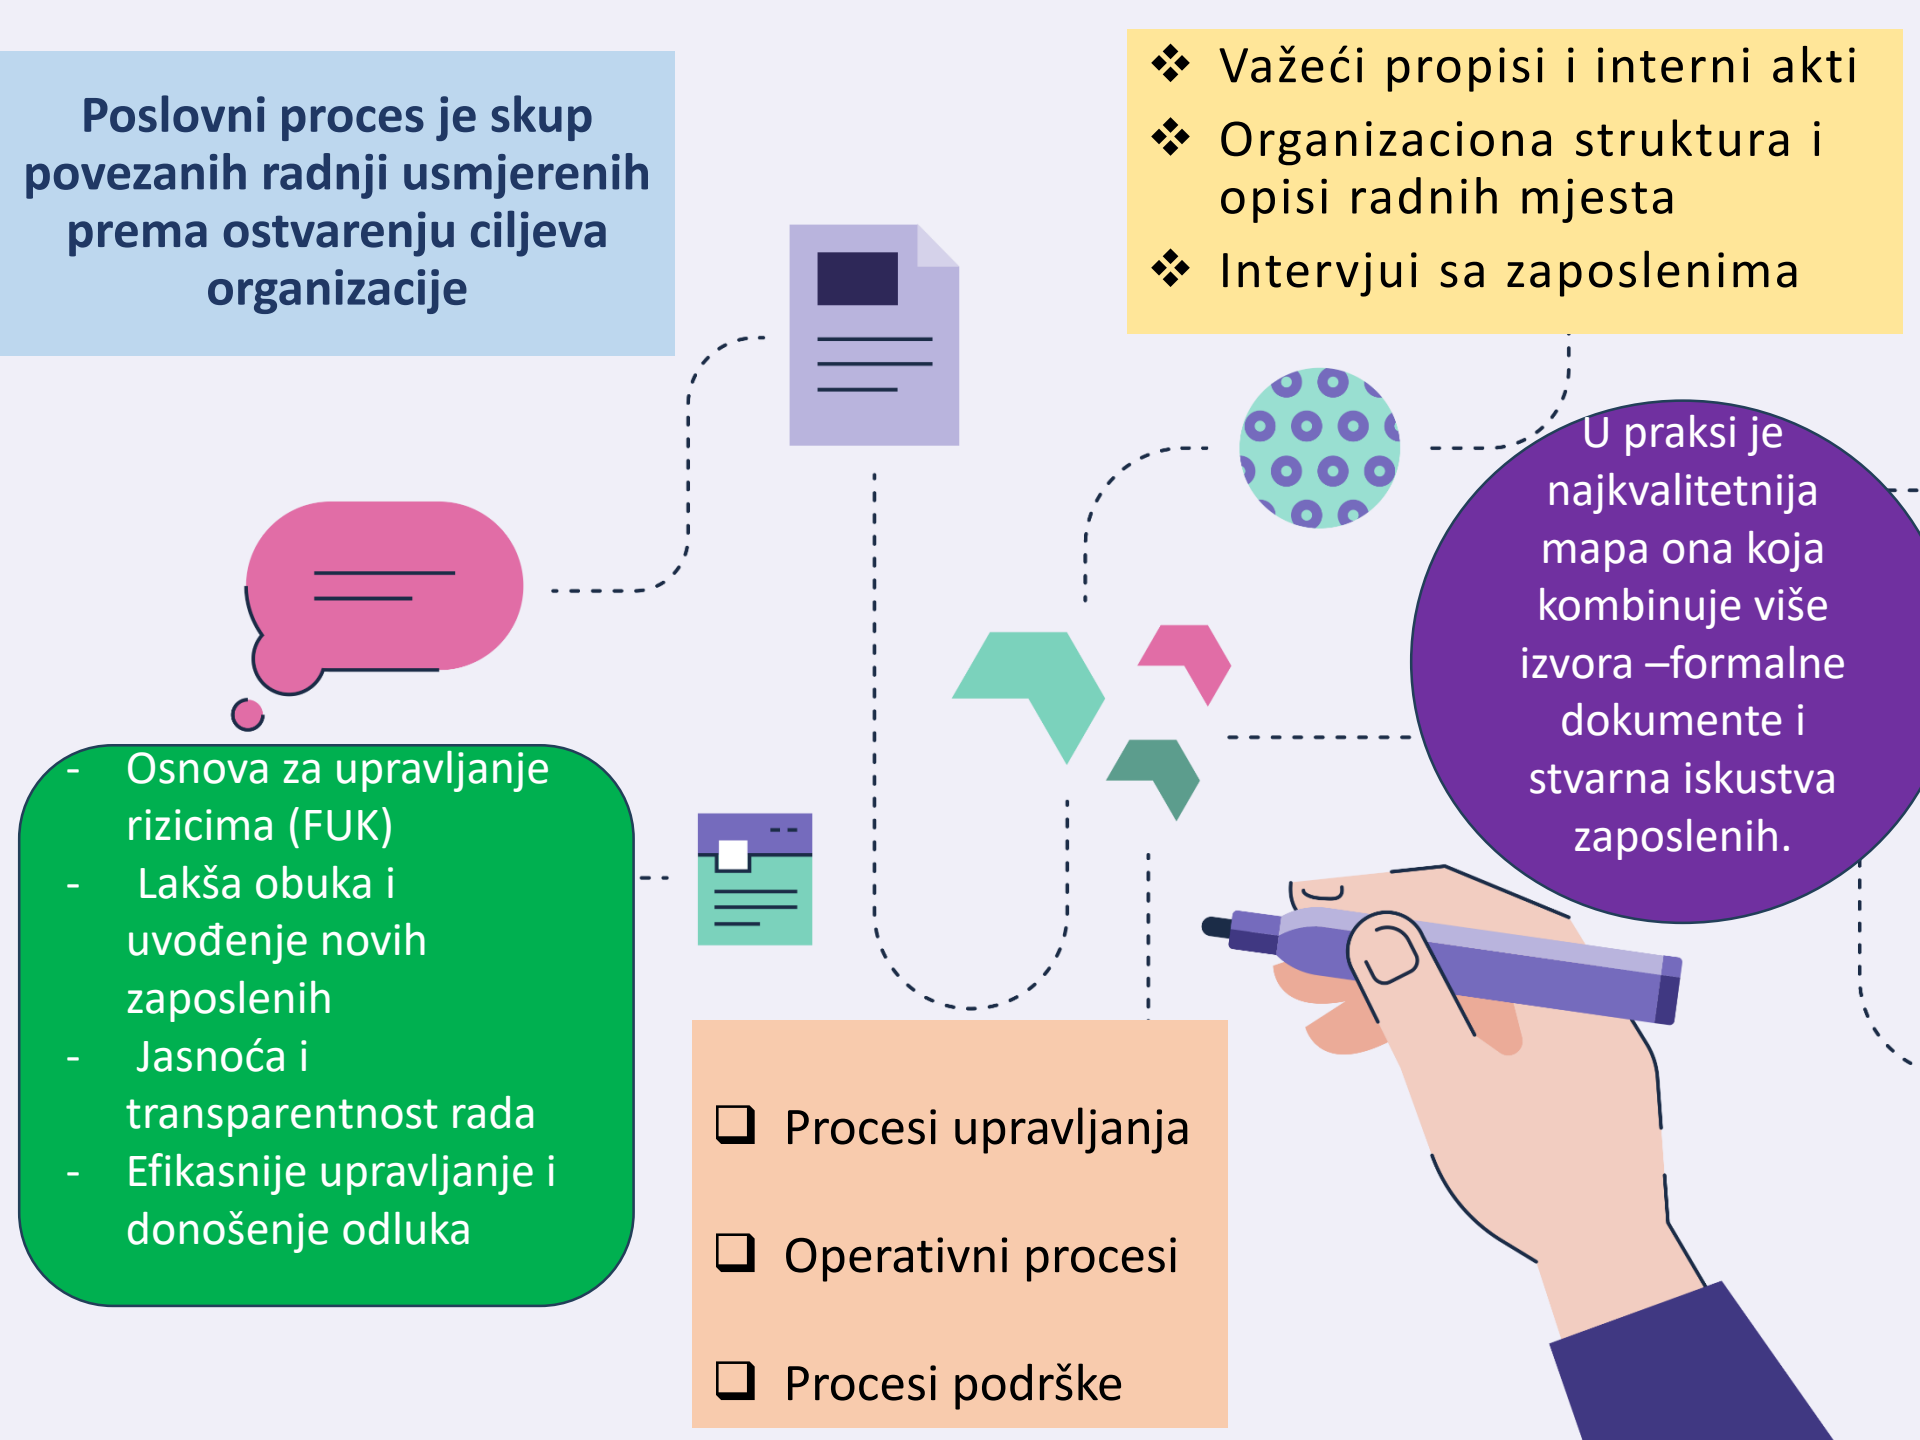 Poslovni proces je skup
povezanih radnji usmjerenih
prema ostvarenju ciljeva
organizacije
❖ Važeći propisi i interni akti
❖ Organizaciona struktura i
opisi radnih mjesta
❖ Intervjui sa zaposlenima
U praksi je
najkvalitetnija
mapa ona koja
kombinuje više
izvora –formalne
dokumente i
stvarna iskustva
zaposlenih.
- Osnova za upravljanje
rizicima (FUK)
- Lakša obuka i
uvođenje novih
zaposlenih
- Jasnoća i
transparentnost rada
- Efikasnije upravljanje i
donošenje odluka
❑ Procesi upravljanja
❑ Operativni procesi
❑ Procesi podrške